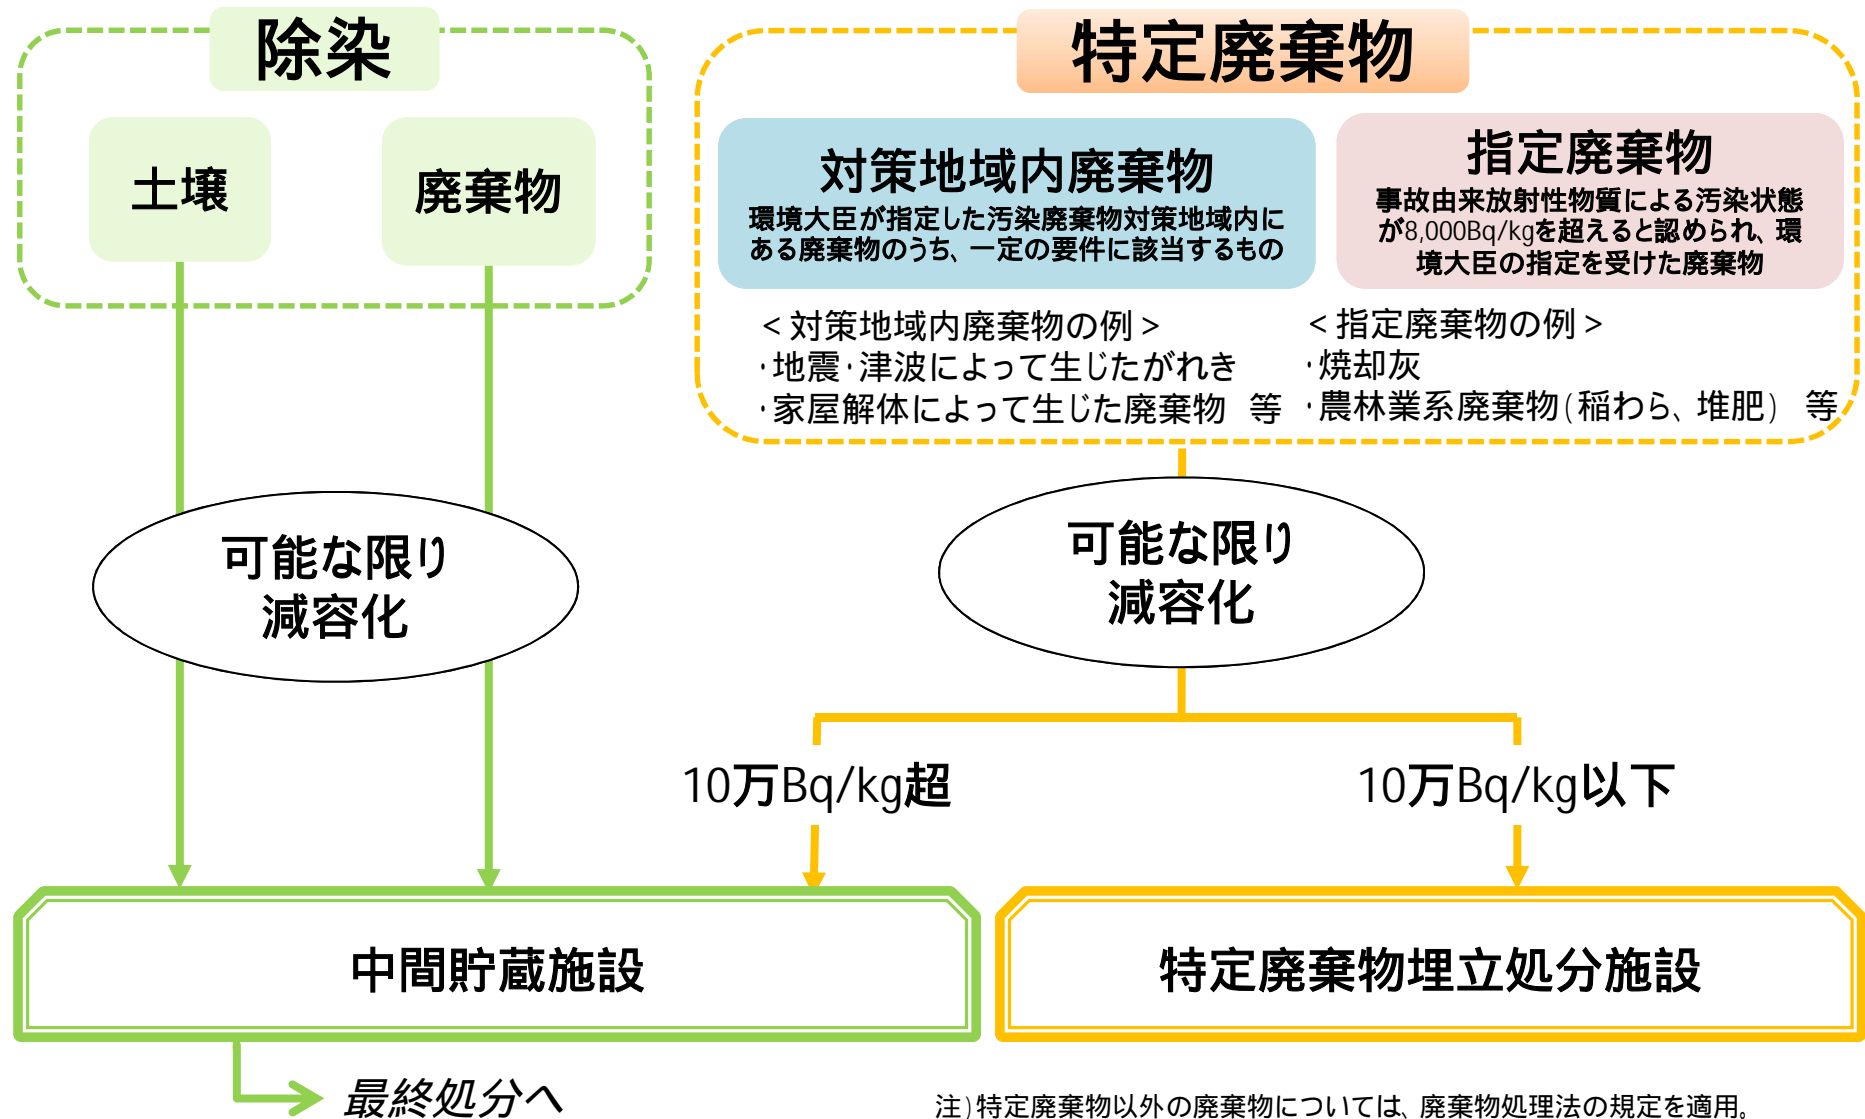 除染
土壌
廃棄物
特定廃棄物
対策地域内廃棄物
環境大臣が指定した汚染廃棄物対策地域内に
ある廃棄物のうち、一定の要件に該当するもの
指定廃棄物
事故由来放射性物質による汚染状態
が8,000Bq/kgを超えると認められ、環
境大臣の指定を受けた廃棄物
<対策地域内廃棄物の例>
・地震・津波によって生じたがれき
・家屋解体によって生じた廃棄物 等
<指定廃棄物の例>
・焼却灰
・農林業系廃棄物(稲わら、堆肥) 等
可能な限り
減容化
可能な限り
減容化
10万Bq/kg超
10万Bq/kg以下
中間貯蔵施設
特定廃棄物埋立処分施設
最終処分へ
注)特定廃棄物以外の廃棄物については、廃棄物処理法の規定を適用。